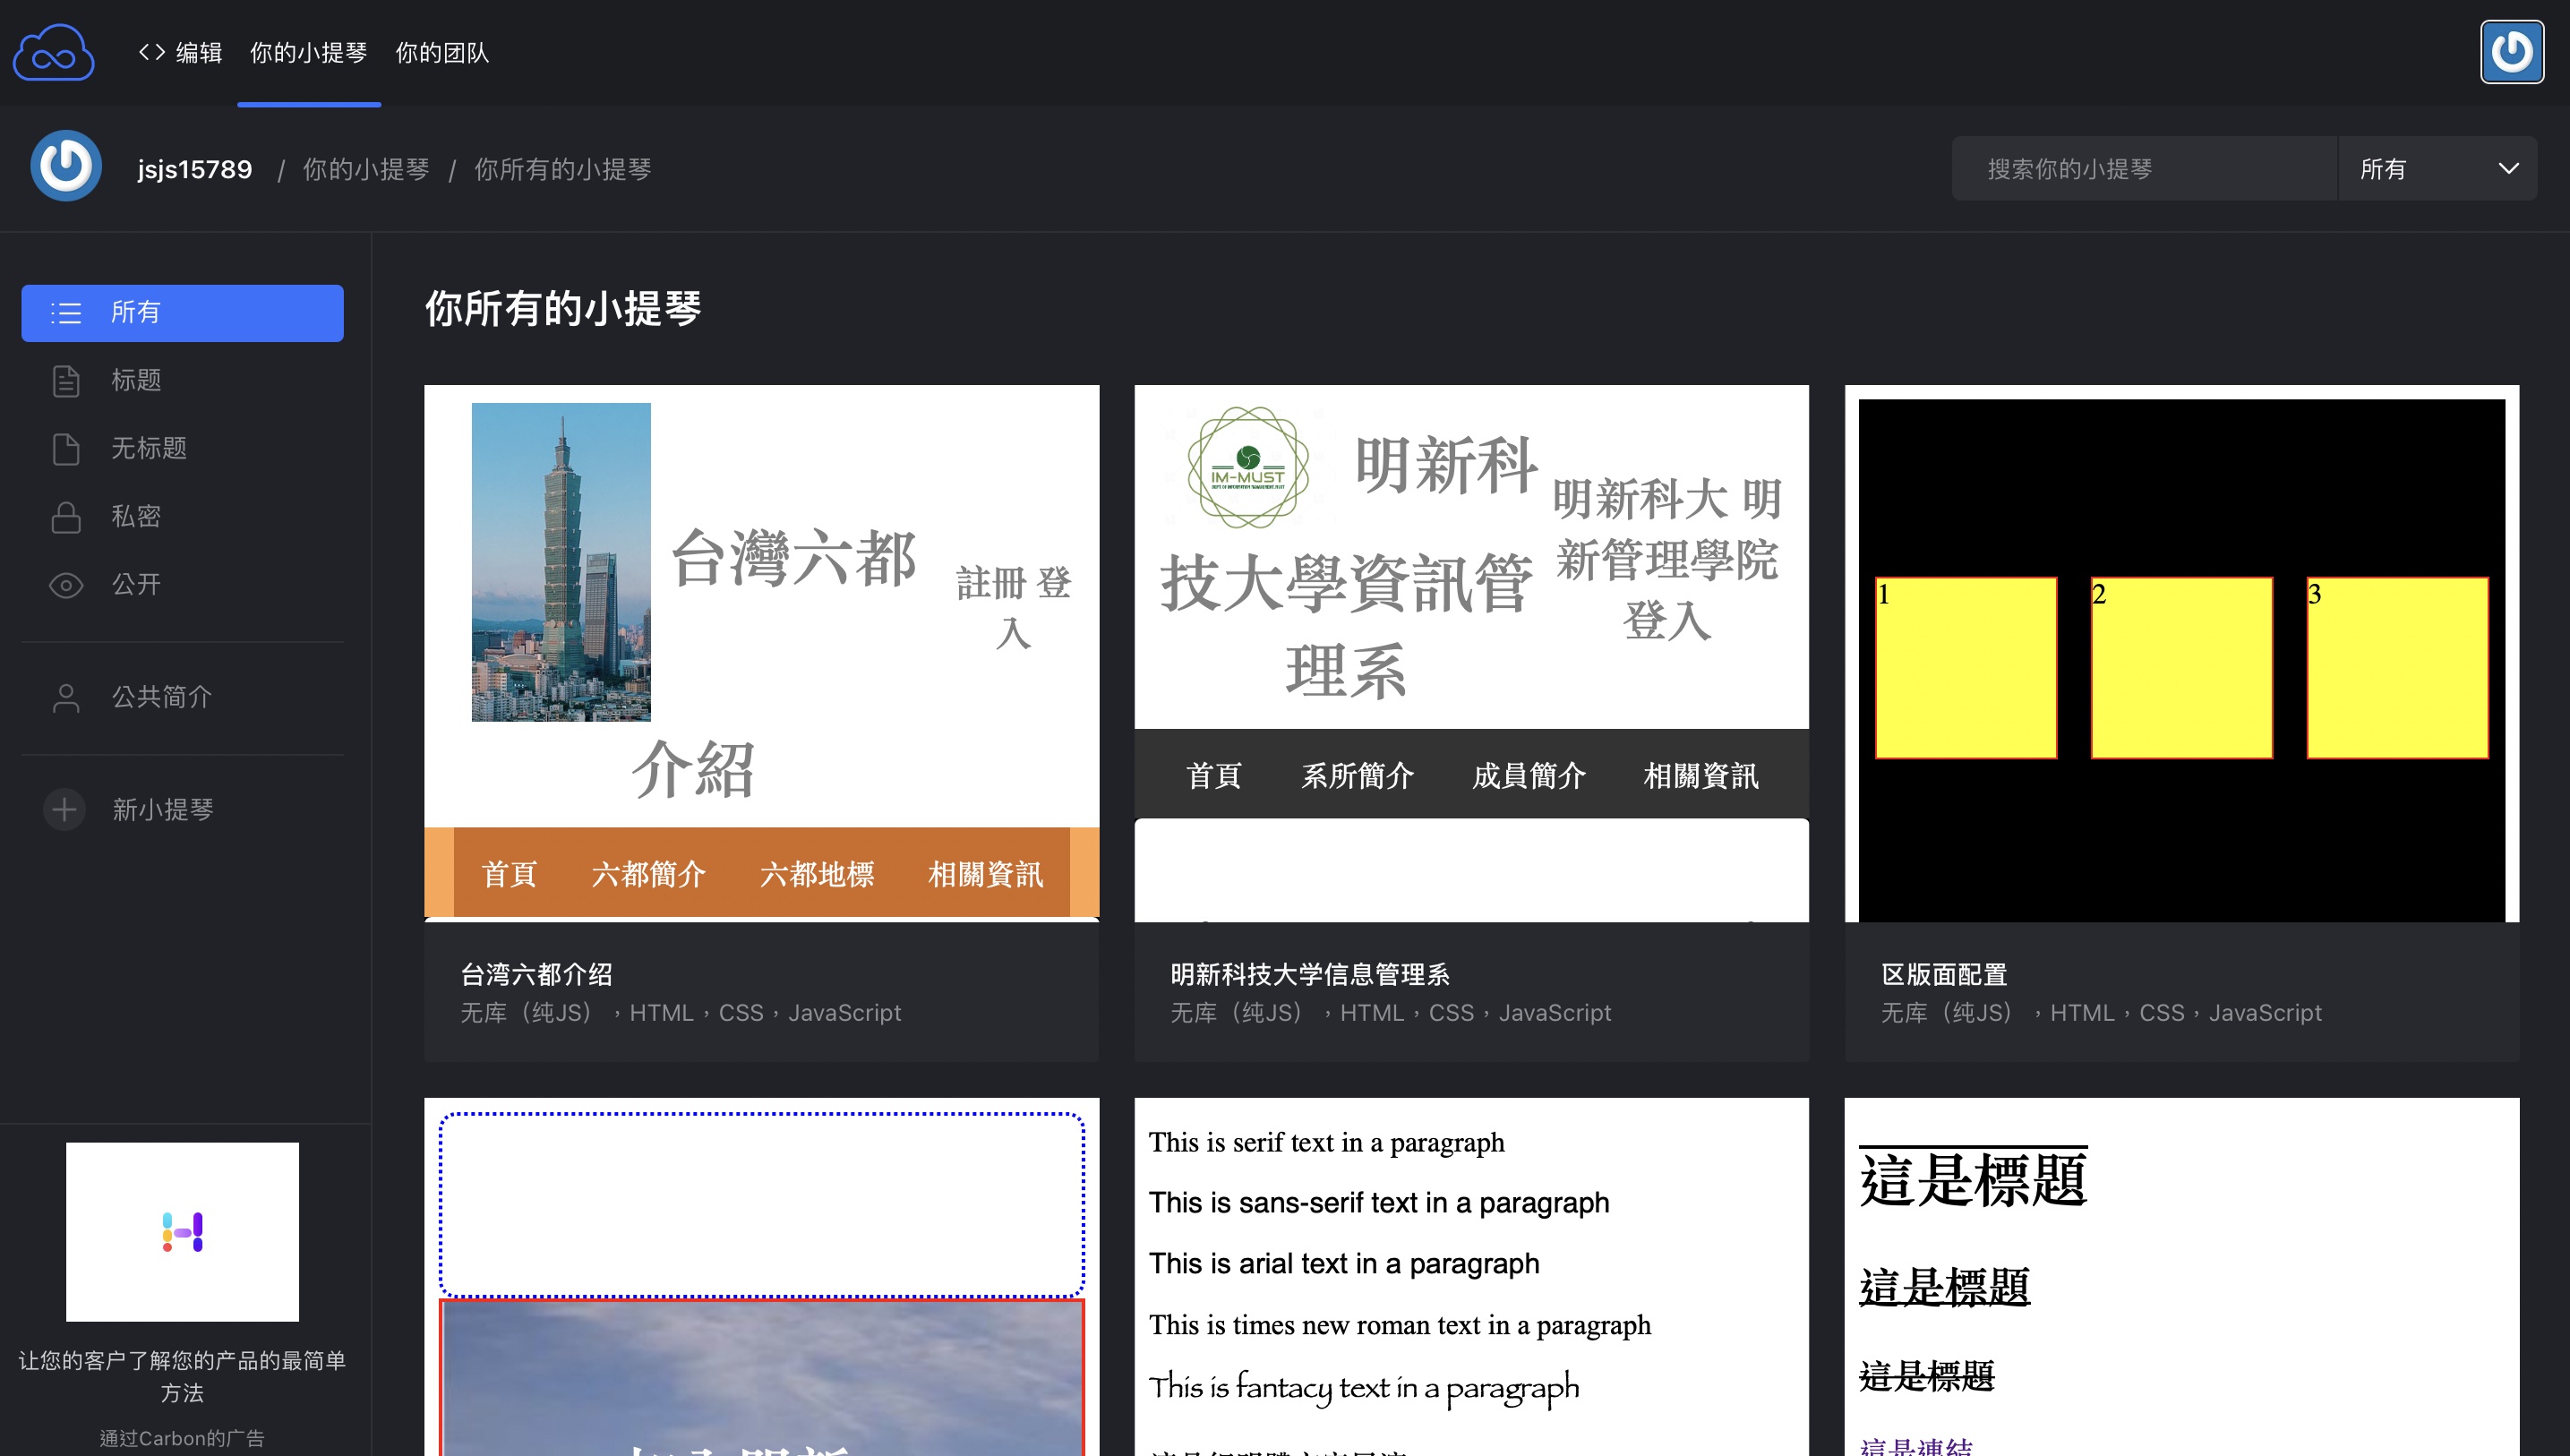 编辑 你的小提琴 你的团队
jsjs15789 / 你的小提琴 / 你所有的小提琴
搜索你的小提琴 所有
所有
标题
无标题
私密
公开
公共简介
新小提琴
让您的客户了解您的产品的最简单
方法
通过Carbon的广告
你所有的小提琴
台灣六都
註冊 登
入
介紹
首頁 六都簡介 六都地標 相關資訊
台湾六都介绍
无库（纯JS），HTML，CSS，JavaScript
IM-MUST
明新科
技大學資訊管
理系
明新科大 明
新管理學院
登入
首頁 系所簡介 成員簡介 相關資訊
明新科技大学信息管理系
无库（纯JS），HTML，CSS，JavaScript
1 2 3
区版面配置
无库（纯JS），HTML，CSS，JavaScript
This is serif text in a paragraph
This is sans-serif text in a paragraph
This is arial text in a paragraph
This is times new roman text in a paragraph
This is fantacy text in a paragraph
這是標題
這是標題
這是標題
這是連結